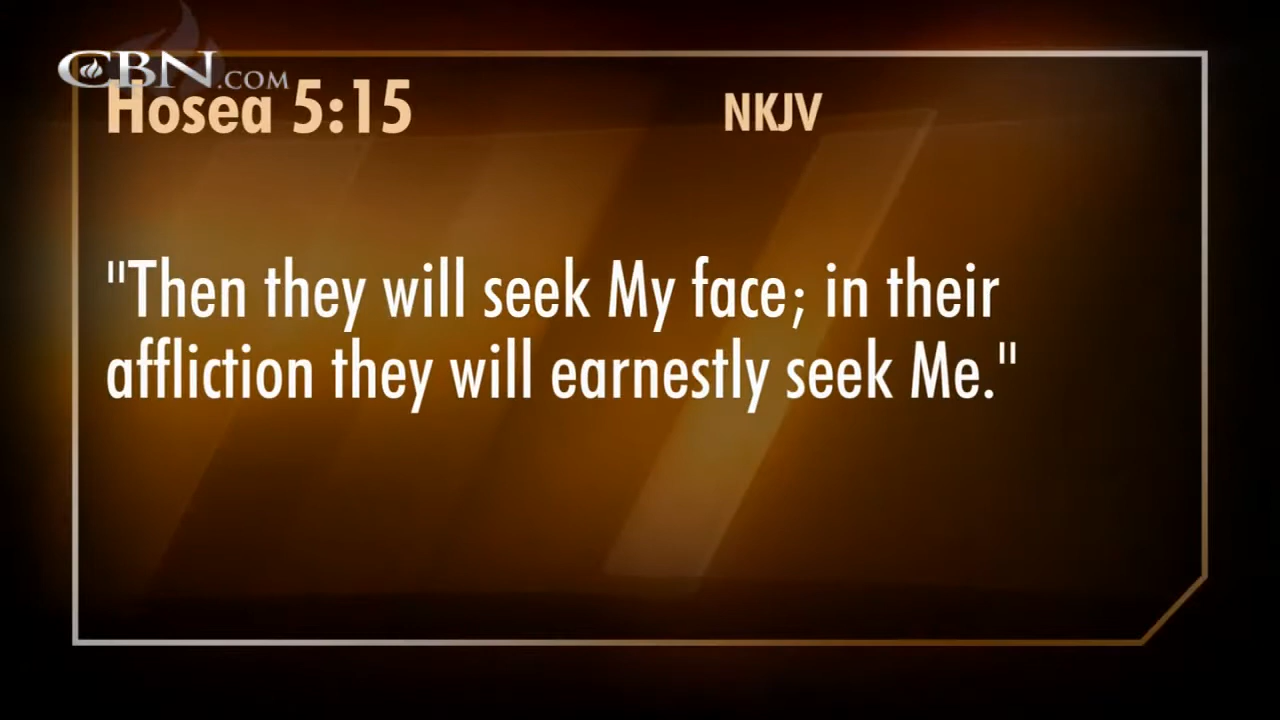 CBN.COM
Hosea 5:15 NKJV
"Then they will seek My face; in their
affliction they will earnestly seek Me."